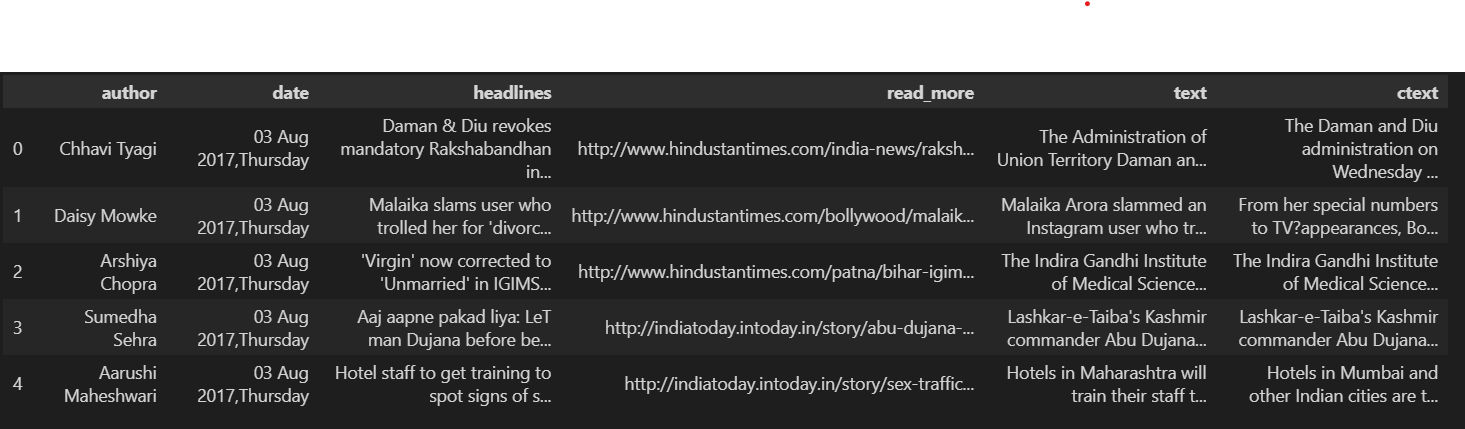 author date headlines read_more text ctext
0 Chhavi Tyagi 03 Aug 2017,Thursday Daman & Diu revokes mandatory Rakshabandhan in... http://www.hindustantimes.com/india-news/raksh... The Administration of Union Territory Daman an... The Daman and Diu administration on Wednesday ...
1 Daisy Mowke 03 Aug 2017,Thursday Malaika slams user who trolled her for 'divorc... http://www.hindustantimes.com/bollywood/malaik... Malaika Arora slammed an Instagram user who tr... From her special numbers to TV?appearances, Bo...
2 Arshiya Chopra 03 Aug 2017,Thursday 'Virgin' now corrected to 'Unmarried' in IGIMS... http://www.hindustantimes.com/patna/bihar-igim... The Indira Gandhi Institute of Medical Science... The Indira Gandhi Institute of Medical Science...
3 Sumedha Sehra 03 Aug 2017,Thursday Aaj aapne pakad liya: LeT man Dujana before be... http://indiatoday.intoday.in/story/abu-dujana-... Lashkar-e-Taiba's Kashmir commander Abu Dujana... Lashkar-e-Taiba's Kashmir commander Abu Dujana...
4 Aarushi Maheshwari 03 Aug 2017,Thursday Hotel staff to get training to spot signs of s... http://indiatoday.intoday.in/story/sex-traffic... Hotels in Maharashtra will train their staff t... Hotels in Mumbai and other Indian cities are t...